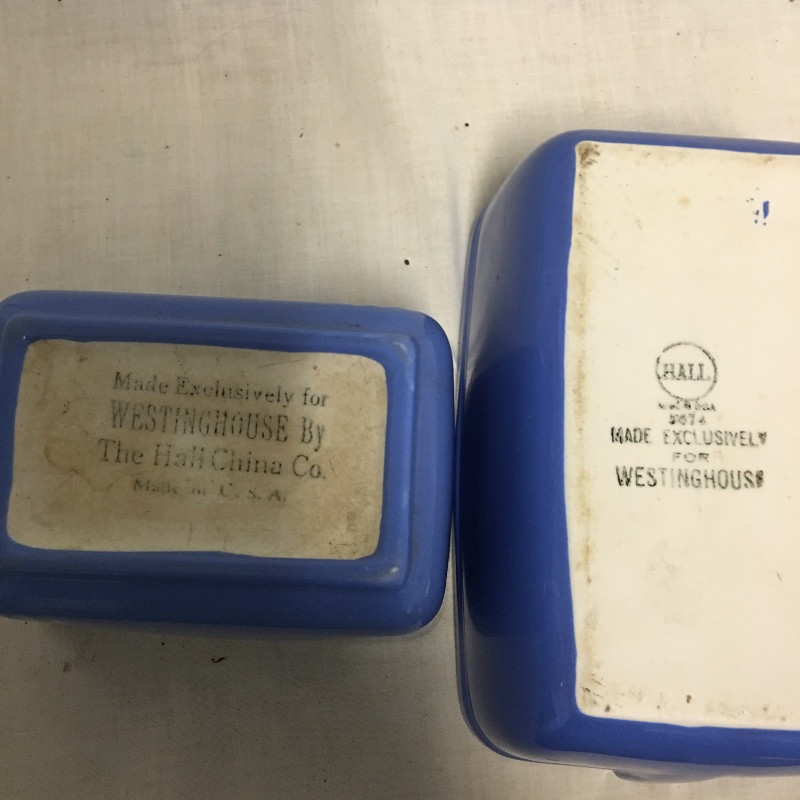 Made Exclusively for
WESTINGHOUSE By
The Hall China Co.
Made in U. S. A.
HALL
MADE EXCLUSIVELY
FOR
WESTINGHOUSE